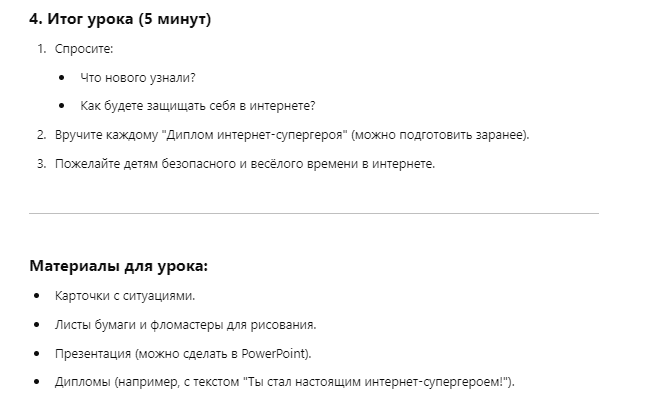 4. Итог урока (5 минут)
1. Спросите:
• Что нового узнали?
• Как будете защищать себя в интернете?
2. Вручите каждому "Диплом интернет-супергероя" (можно подготовить заранее).
3. Пожелайте детям безопасного и весёлого времени в интернете.
Материалы для урока:
• Карточки с ситуациями.
• Листы бумаги и фломастеры для рисования.
• Презентация (можно сделать в PowerPoint).
• Дипломы (например, с текстом "Ты стал настоящим интернет-супергероем!").